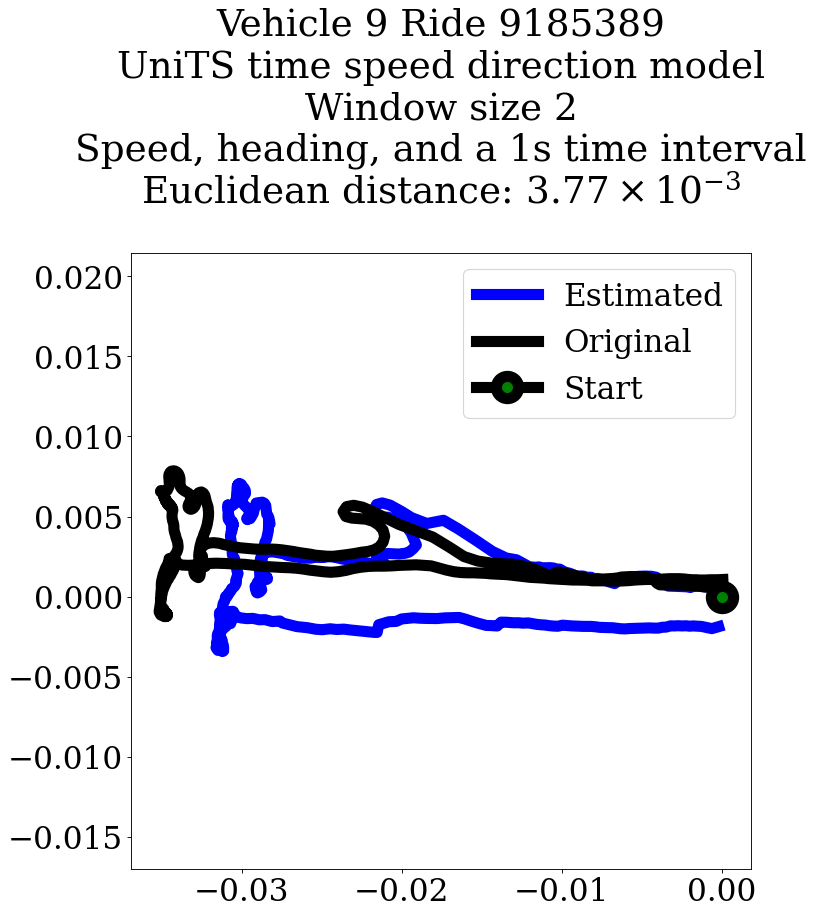 Vehicle 9 Ride 9185389
UniTS time speed direction model
Window size 2
Speed, heading, and a 1s time interval
Euclidean distance: 3.77 × 10⁻³
Estimated
Original
Start
0.020
0.015
0.010
0.005
0.000
−0.005
−0.010
−0.015
−0.03 −0.02 −0.01 0.00